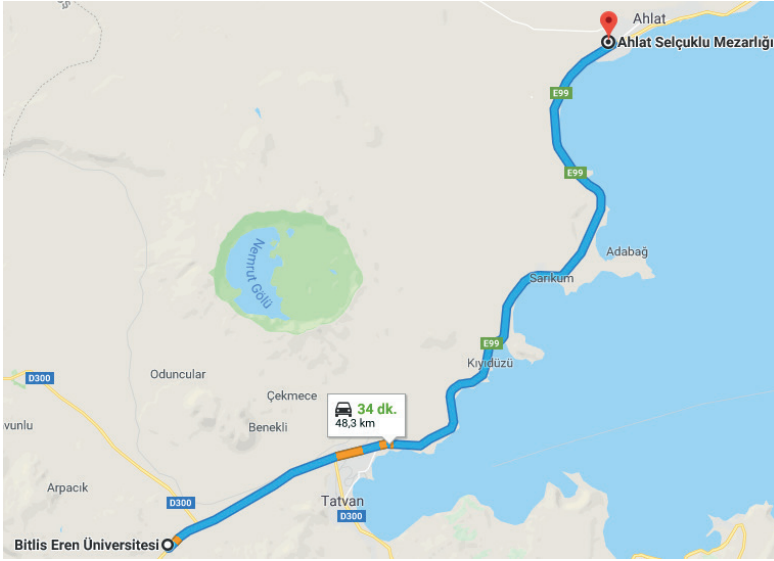 Ahlat
Ahlat Selçuklu Mezarlığı
E99
E99
Adabağ
Nemrut Gölü
Sarıkum
E99
Kıyıdüzü
D300
Oduncular
Çekmece
34 dk.
48,3 km
Benekli
vunlu
Arpacık
D300
Tatvan
D300
Bitlis Eren Üniversitesi